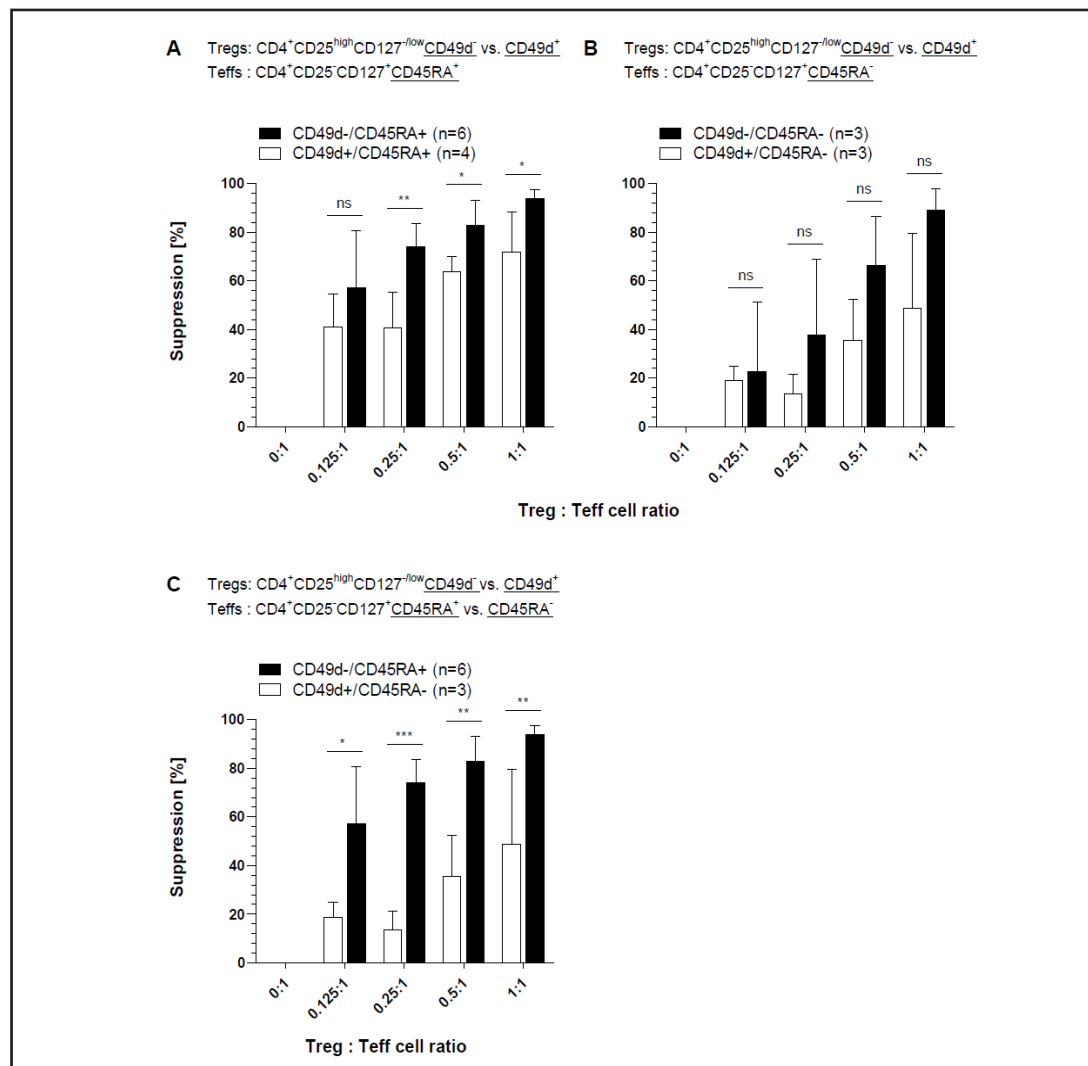 A Tregs: CD4⁺CD25ʰⁱᵍʰCD127⁻/ˡᵒʷCD49d⁻ vs. CD49d⁺
Teffs : CD4⁺CD25⁻CD127⁺CD45RA⁺
CD49d-/CD45RA+ (n=6)
CD49d+/CD45RA+ (n=4)
ns ** * *
100
80
60
40
20
0
Suppression [%]
0:1 0.125:1 0.25:1 0.5:1 1:1
B Tregs: CD4⁺CD25ʰⁱᵍʰCD127⁻/ˡᵒʷCD49d⁻ vs. CD49d⁺
Teffs : CD4⁺CD25⁻CD127⁺CD45RA⁻
CD49d-/CD45RA- (n=3)
CD49d+/CD45RA- (n=3)
ns ns ns ns
100
80
60
40
20
0
0:1 0.125:1 0.25:1 0.5:1 1:1
Treg : Teff cell ratio
C Tregs: CD4⁺CD25ʰⁱᵍʰCD127⁻/ˡᵒʷCD49d⁻ vs. CD49d⁺
Teffs : CD4⁺CD25⁻CD127⁺CD45RA⁺ vs. CD45RA⁻
CD49d-/CD45RA+ (n=6)
CD49d+/CD45RA- (n=3)
* *** ** **
100
80
60
40
20
0
Suppression [%]
0:1 0.125:1 0.25:1 0.5:1 1:1
Treg : Teff cell ratio